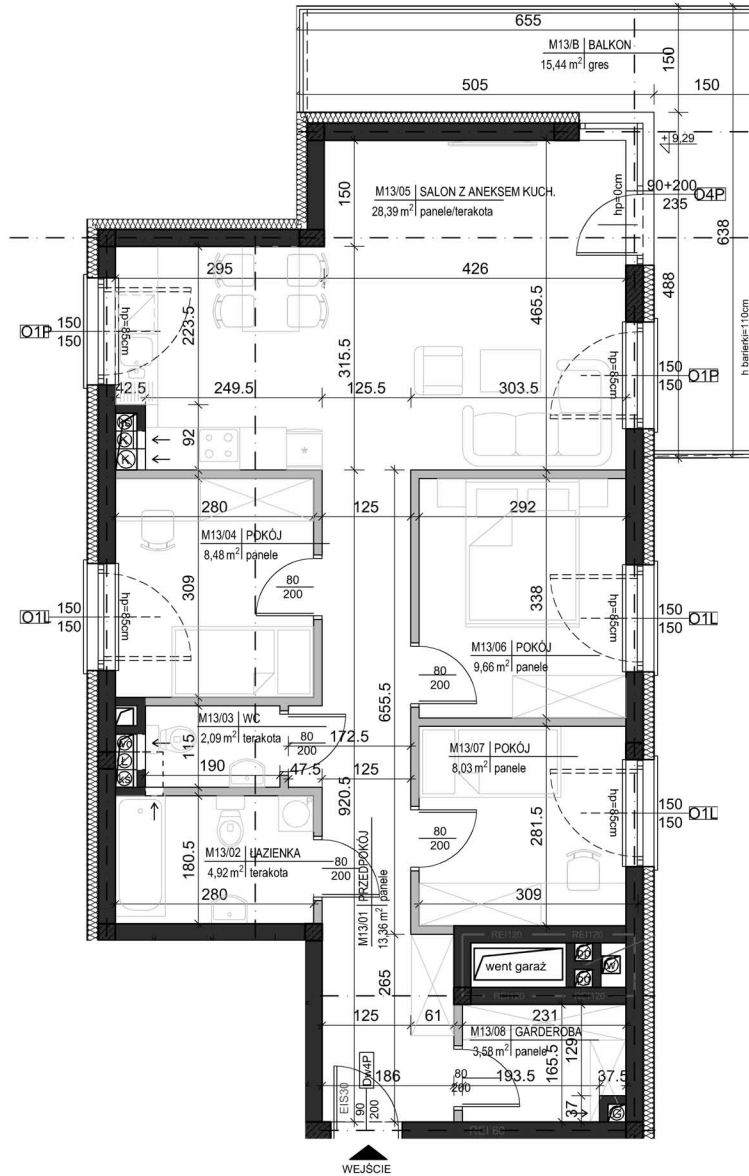 655
M13/B BALKON
15,44 m² gres
150
505
150
+ 9,29
M13/05 SALON Z ANEKSEM KUCH.
28,39 m² panele/terakota
150
hp=0cm
90+200
235
O4P
638
488
295
426
223.5
465.5
hp=85cm
150
150
O1P
315.5
hp=85cm
150
150
O1P
h barierki=110cm
42.5
249.5
125.5
303.5
92
K
K
280
125
292
M13/04 POKÓJ
8,48 m² panele
309
hp=85cm
150
150
O1L
80
200
338
hp=85cm
150
150
O1L
M13/06 POKÓJ
9,66 m² panele
80
200
655.5
M13/03 WC
2,09 m² terakota
115
80
200
172.5
M13/07 POKÓJ
8,03 m² panele
190
47.5
125
920.5
hp=85cm
150
150
O1L
180.5
M13/02 ŁAZIENKA
4,92 m² terakota
80
200
80
200
281.5
280
M13/01 PRZEDPOKÓJ
13,36 m² panele
309
REI120
REI120
went garaż
W
265
REI120
REI120
125
61
231
M13/08 GARDEROBA
3,58 m² panele
165.5
129
80
200
186
193.5
37.5
37
G
EIS30
Dw4P
90
200
REI 60
WEJŚCIE